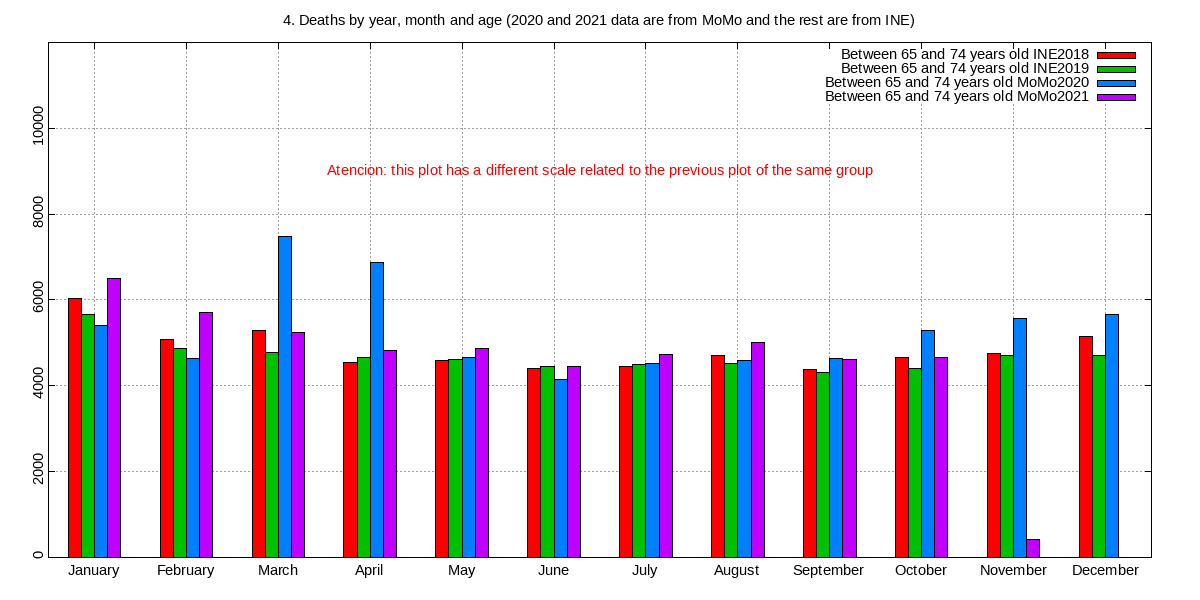 4. Deaths by year, month and age (2020 and 2021 data are from MoMo and the rest are from INE)
Between 65 and 74 years old INE2018
Between 65 and 74 years old INE2019
Between 65 and 74 years old MoMo2020
Between 65 and 74 years old MoMo2021
Atencion: this plot has a different scale related to the previous plot of the same group
10000
8000
6000
4000
2000
0
January February March April May June July August September October November December